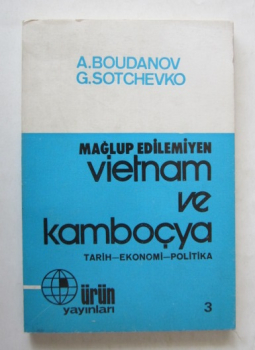 A.BOUDANOV
G.SOTCHEVKO
MAĞLUP EDİLEMİYEN
vietnam
ve
kamboçya
TARİH—EKONOMİ—POLİTİKA
ürün
yayınları
3